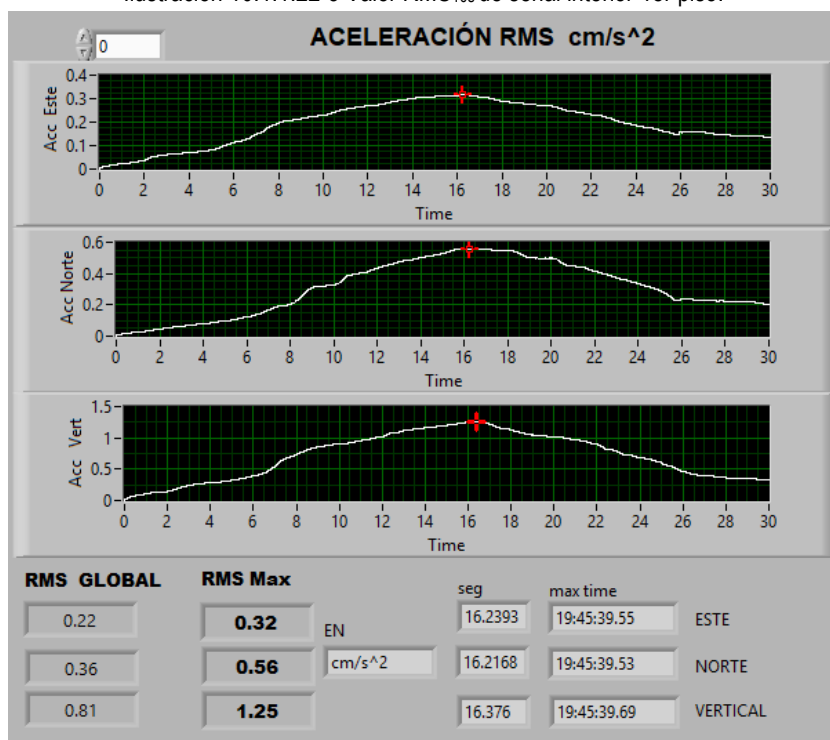 0
ACELERACIÓN RMS cm/s^2
Acc Este
0.4
0.3
0.2
0.1
0
0 2 4 6 8 10 12 14 16 18 20 22 24 26 28 30
Time
Acc Norte
0.6
0.4
0.2
0
0 2 4 6 8 10 12 14 16 18 20 22 24 26 28 30
Time
Acc Vert
1.5
1
0.5
0
0 2 4 6 8 10 12 14 16 18 20 22 24 26 28 30
Time
RMS GLOBAL RMS Max seg max time
0.22 0.32 16.2393 19:45:39.55 ESTE
EN
0.36 0.56 cm/s^2 16.2168 19:45:39.53 NORTE
0.81 1.25 16.376 19:45:39.69 VERTICAL